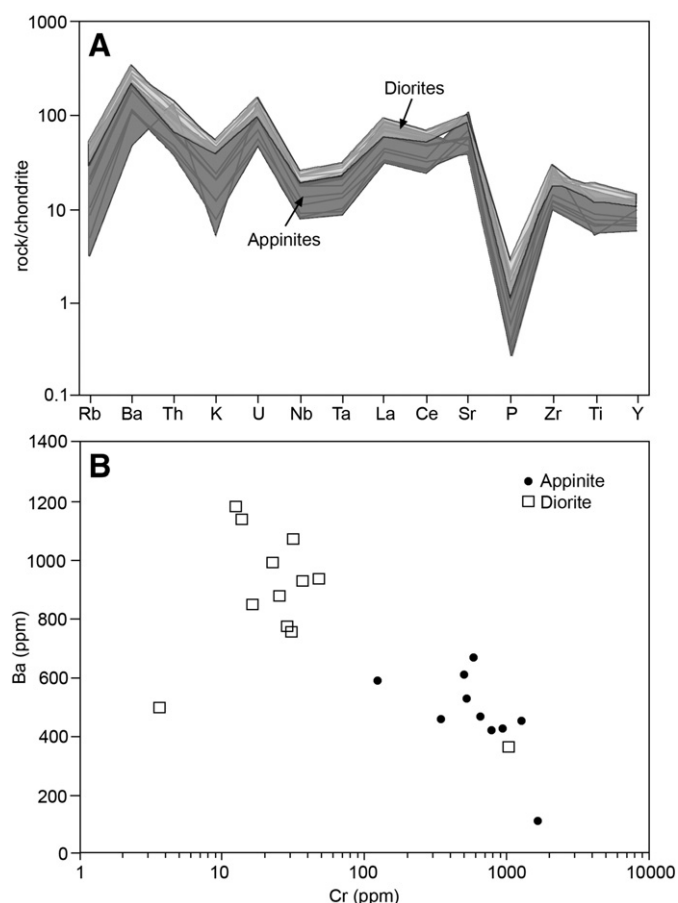 A
1000
100
10
1
0.1
rock/chondrite
Diorites
Appinites
Rb Ba Th K U Nb Ta La Ce Sr P Zr Ti Y
B
1400
1200
1000
800
600
400
200
0
Ba (ppm)
Appinite
Diorite
1 10 100 1000 10000
Cr (ppm)